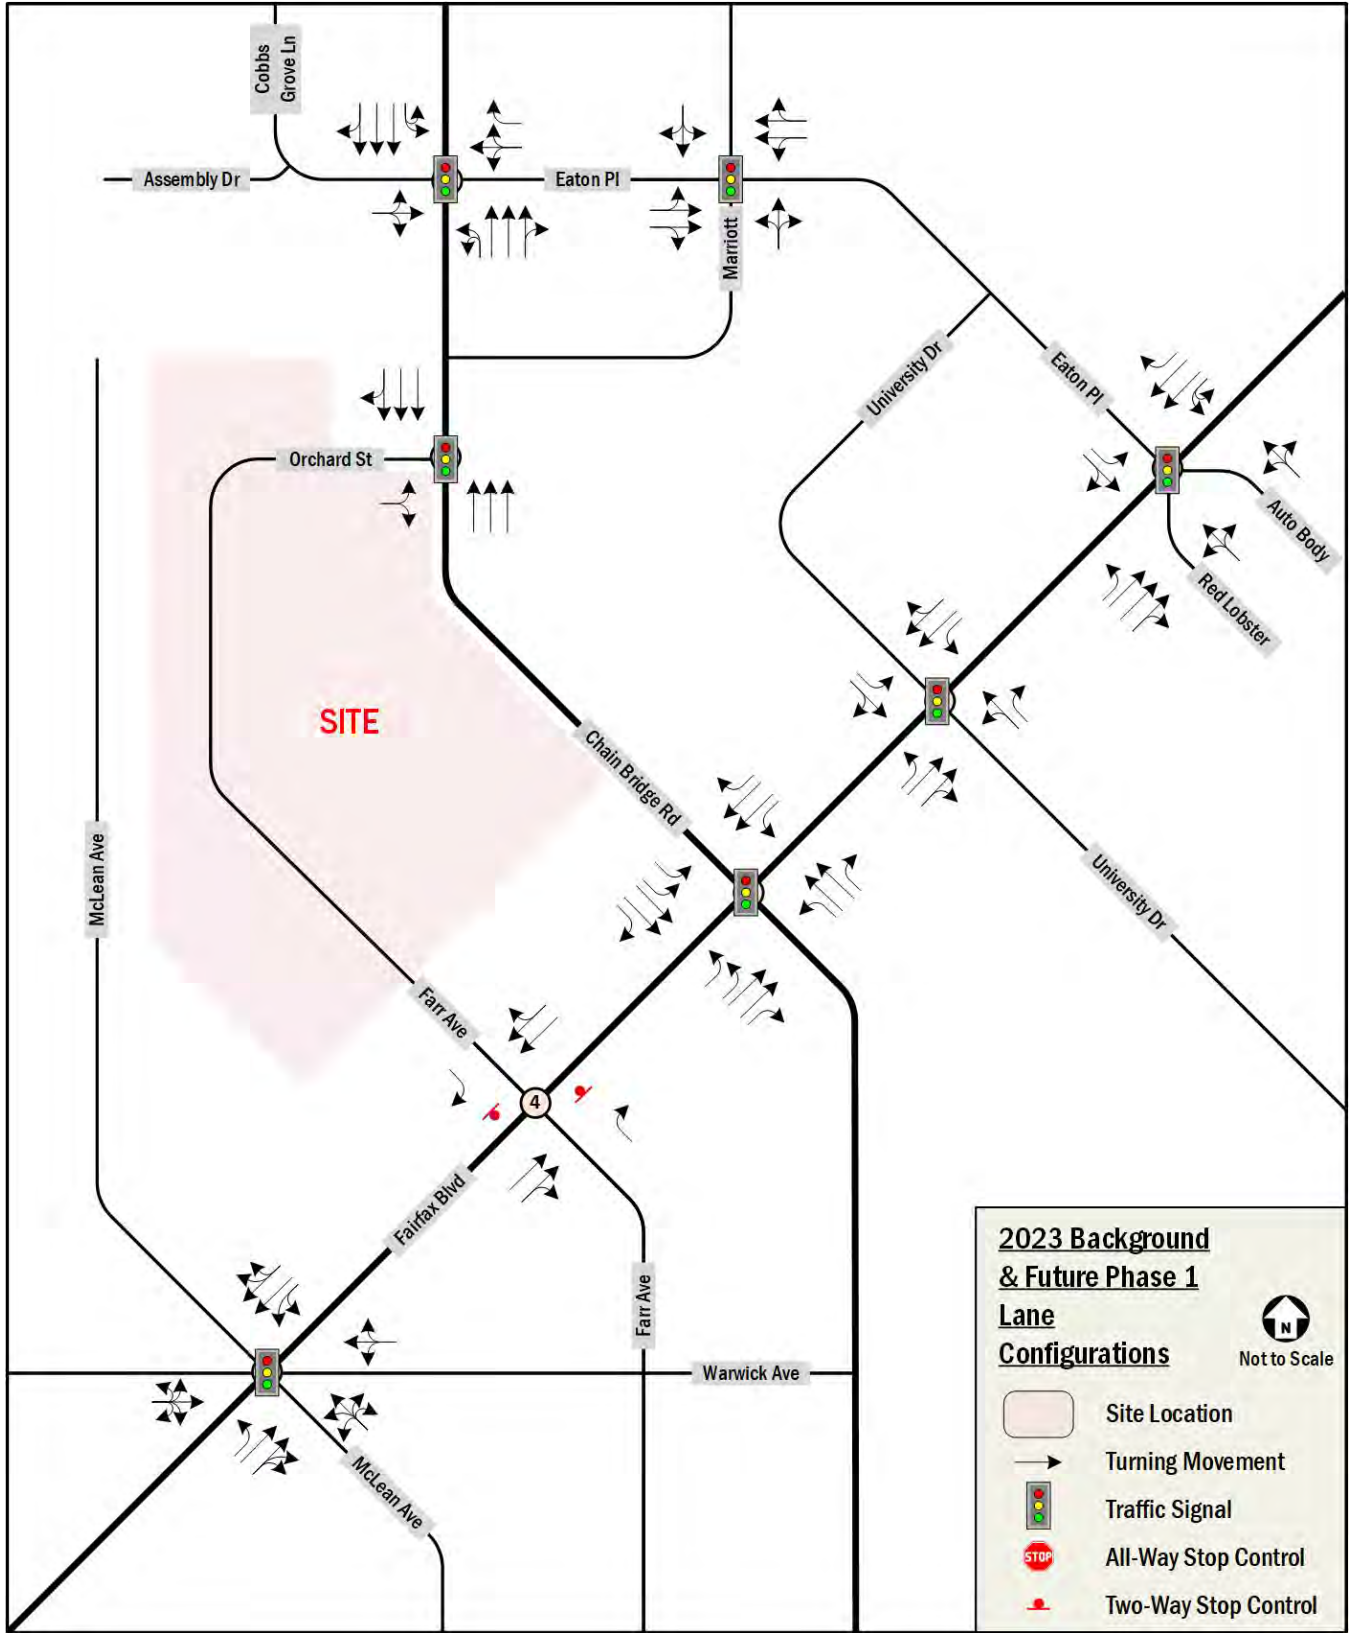 Cobbs
Grove Ln
Assembly Dr
Eaton Pl
Marriott
University Dr
Eaton Pl
Orchard St
Auto Body
Red Lobster
SITE
Chain Bridge Rd
McLean Ave
University Dr
Farr Ave
4
Fairfax Blvd
Farr Ave
Warwick Ave
McLean Ave
2023 Background
& Future Phase 1
Lane
Configurations
N
Not to Scale
Site Location
Turning Movement
Traffic Signal
STOP
All-Way Stop Control
Two-Way Stop Control